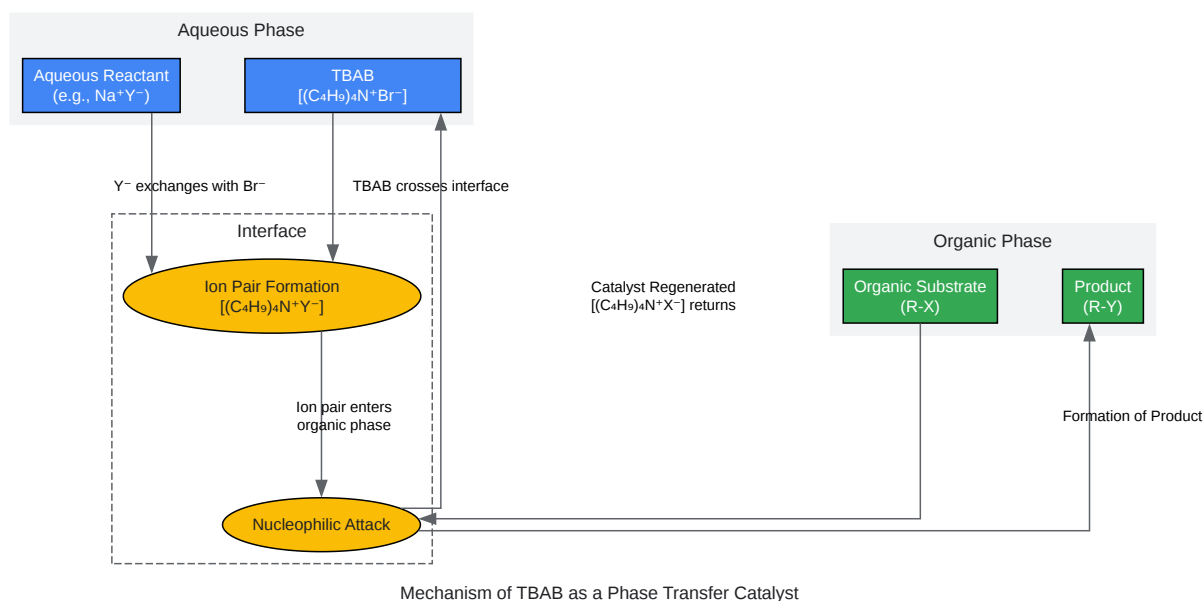 Aqueous Phase
Aqueous Reactant
(e.g., Na⁺Y⁻)
TBAB
[(C₄H₉)₄N⁺Br⁻]
Y⁻ exchanges with Br⁻
TBAB crosses interface
Interface
Ion Pair Formation
[(C₄H₉)₄N⁺Y⁻]
Catalyst Regenerated
[(C₄H₉)₄N⁺X⁻] returns
Organic Phase
Organic Substrate
(R-X)
Product
(R-Y)
Ion pair enters
organic phase
Formation of Product
Nucleophilic Attack
Mechanism of TBAB as a Phase Transfer Catalyst